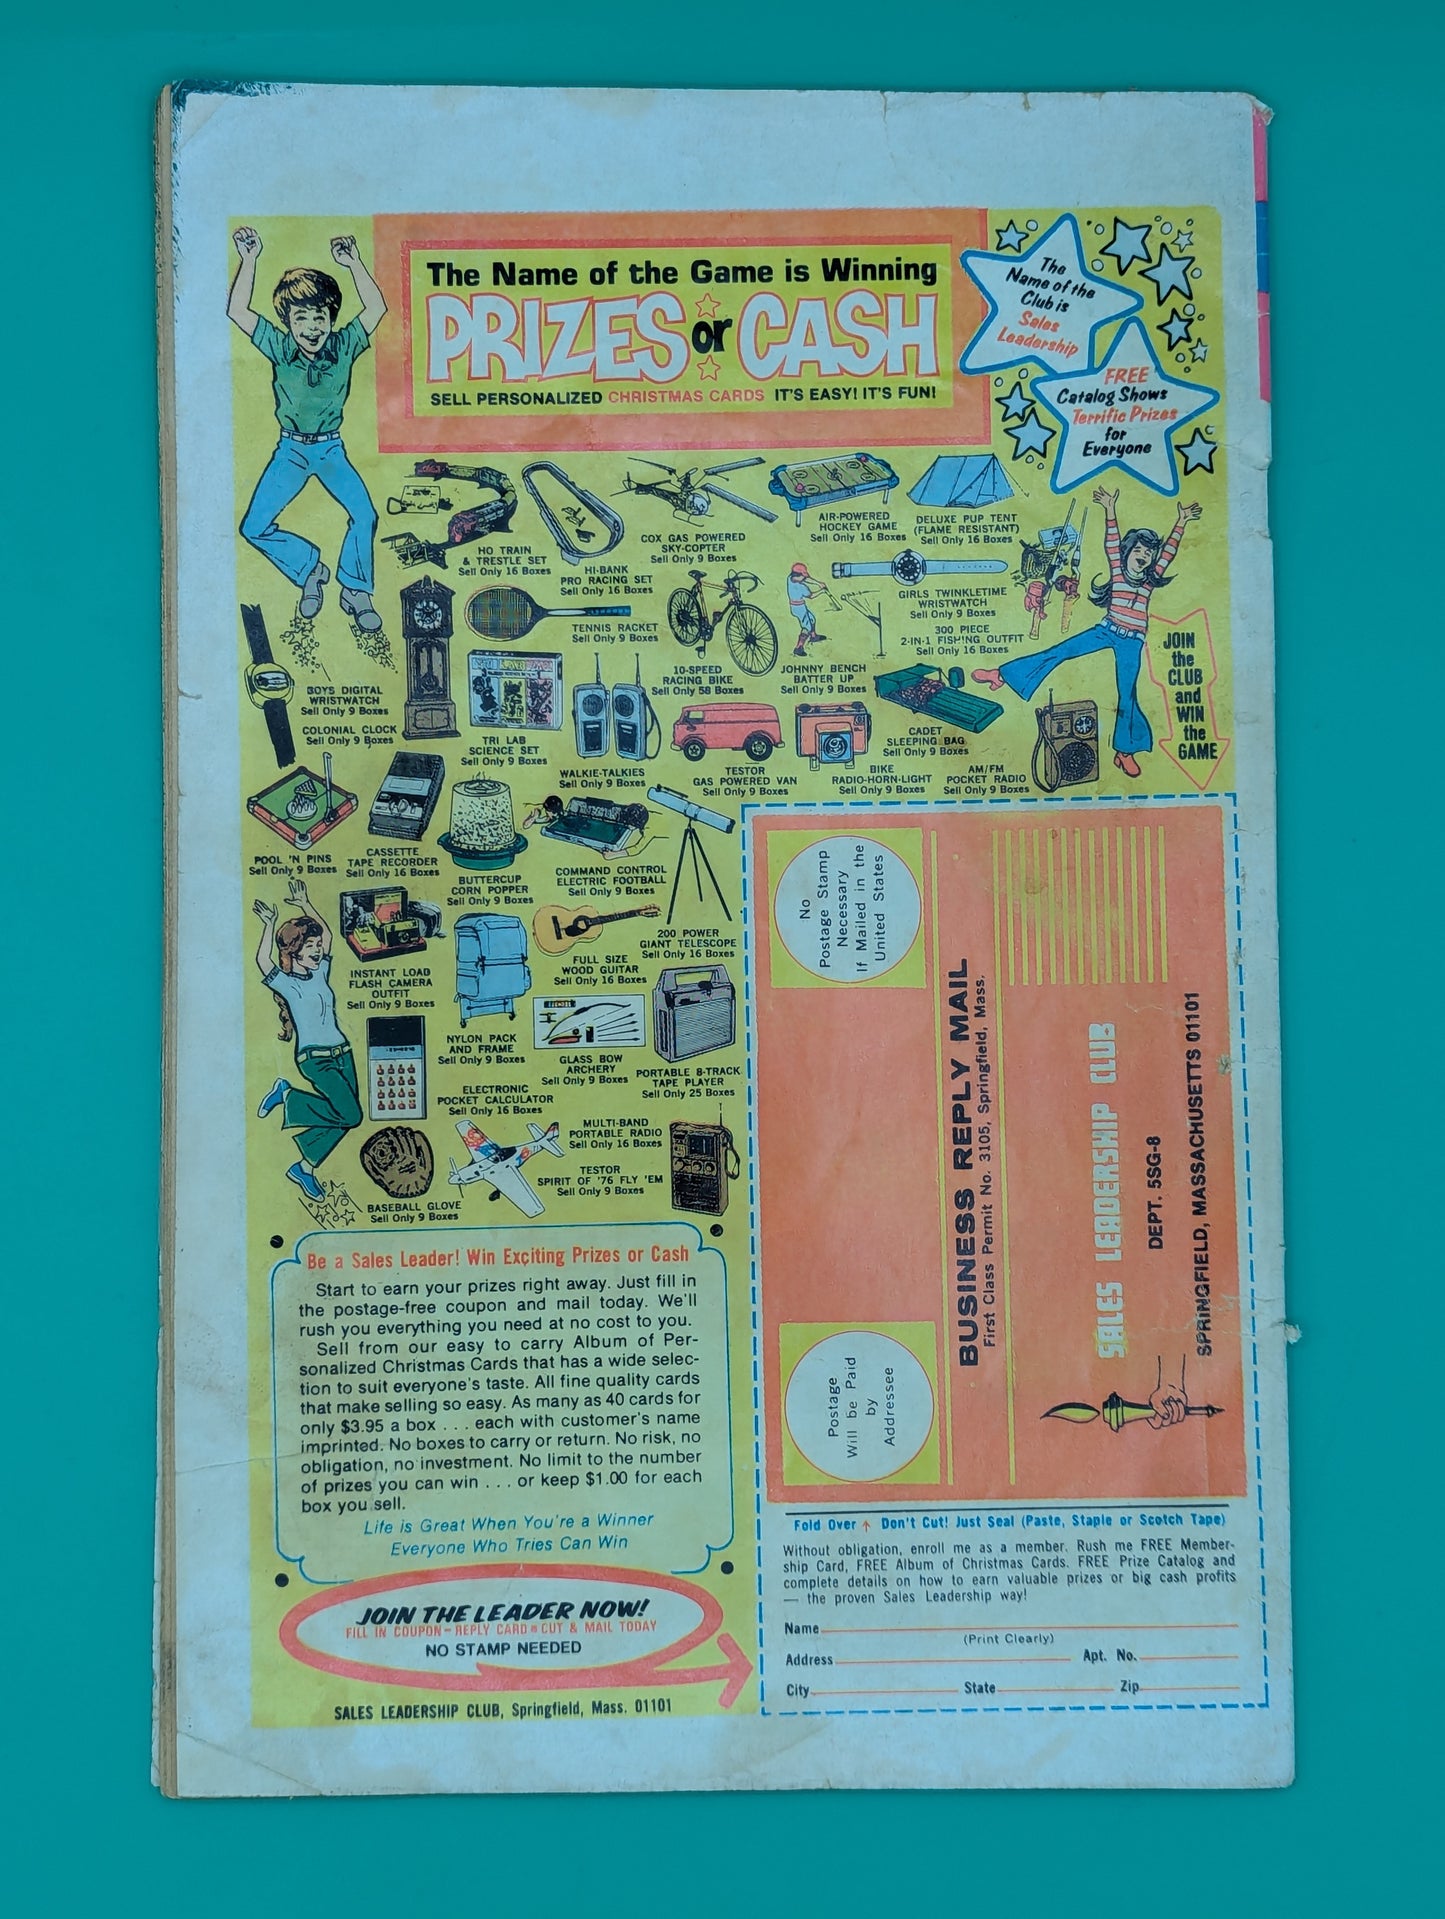 The Name of the Game is Winning
PRIZES or CASH
SELL PERSONALIZED CHRISTMAS CARDS IT'S EASY! IT'S FUN!
The
Name of the
Club is
Sales
Leadership
FREE
Catalog Shows
Terrific Prizes
for
Everyone
HO TRAIN
& TRESTLE SET
Sell Only 16 Boxes
HI-BANK
PRO RACING SET
Sell Only 16 Boxes
COX GAS POWERED
SKY-COPTER
Sell Only 9 Boxes
AIR-POWERED
HOCKEY GAME
Sell Only 16 Boxes
DELUXE PUP TENT
(FLAME RESISTANT)
Sell Only 16 Boxes
TENNIS RACKET
Sell Only 9 Boxes
GIRLS TWINKLETIME
WRISTWATCH
Sell Only 9 Boxes
300 PIECE
2-IN-1 FISHING OUTFIT
Sell Only 16 Boxes
JOIN
the
CLUB
and
WIN
the
GAME
BOYS DIGITAL
WRISTWATCH
Sell Only 9 Boxes
COLONIAL CLOCK
Sell Only 9 Boxes
TRI LAB
SCIENCE SET
Sell Only 9 Boxes
10-SPEED
RACING BIKE
Sell Only 58 Boxes
JOHNNY BENCH
BATTER UP
Sell Only 9 Boxes
CADET
SLEEPING BAG
Sell Only 9 Boxes
WALKIE-TALKIES
Sell Only 9 Boxes
TESTOR
GAS POWERED VAN
Sell Only 9 Boxes
BIKE
RADIO-HORN-LIGHT
Sell Only 9 Boxes
AM/FM
POCKET RADIO
Sell Only 9 Boxes
POOL 'N PINS
Sell Only 9 Boxes
CASSETTE
TAPE RECORDER
Sell Only 16 Boxes
BUTTERCUP
CORN POPPER
Sell Only 9 Boxes
COMMAND CONTROL
ELECTRIC FOOTBALL
Sell Only 9 Boxes
200 POWER
GIANT TELESCOPE
Sell Only 16 Boxes
INSTANT LOAD
FLASH CAMERA
OUTFIT
Sell Only 9 Boxes
FULL SIZE
WOOD GUITAR
Sell Only 16 Boxes
NYLON PACK
AND FRAME
Sell Only 9 Boxes
GLASS BOW
ARCHERY
Sell Only 9 Boxes
PORTABLE 8-TRACK
TAPE PLAYER
Sell Only 25 Boxes
ELECTRONIC
POCKET CALCULATOR
Sell Only 16 Boxes
MULTI-BAND
PORTABLE RADIO
Sell Only 16 Boxes
TESTOR
SPIRIT OF '76 FLY 'EM
Sell Only 9 Boxes
BASEBALL GLOVE
Sell Only 9 Boxes
Be a Sales Leader! Win Exciting Prizes or Cash
Start to earn your prizes right away. Just fill in
the postage-free coupon and mail today. We'll
rush you everything you need at no cost to you.
Sell from our easy to carry Album of Per-
sonalized Christmas Cards that has a wide selec-
tion to suit everyone's taste. All fine quality cards
that make selling so easy. As many as 40 cards for
only $3.95 a box . . . each with customer's name
imprinted. No boxes to carry or return. No risk, no
obligation, no investment. No limit to the number
of prizes you can win . . . or keep $1.00 for each
box you sell.
Life is Great When You're a Winner
Everyone Who Tries Can Win
JOIN THE LEADER NOW!
FILL IN COUPON - REPLY CARD - CUT & MAIL TODAY
NO STAMP NEEDED
SALES LEADERSHIP CLUB, Springfield, Mass. 01101
No
Postage Stamp
Necessary
If Mailed in the
United States
Postage
Will be Paid
by
Addressee
BUSINESS REPLY MAIL
First Class Permit No. 3105, Springfield, Mass.
SALES LEADERSHIP CLUB
DEPT. 5SG-8
SPRINGFIELD, MASSACHUSETTS 01101
Fold Over ↑ Don't Cut! Just Seal (Paste, Staple or Scotch Tape)
Without obligation, enroll me as a member. Rush me FREE Member-
ship Card, FREE Album of Christmas Cards. FREE Prize Catalog and
complete details on how to earn valuable prizes or big cash profits
— the proven Sales Leadership way!
Name
(Print Clearly)
Address Apt. No.
City State Zip